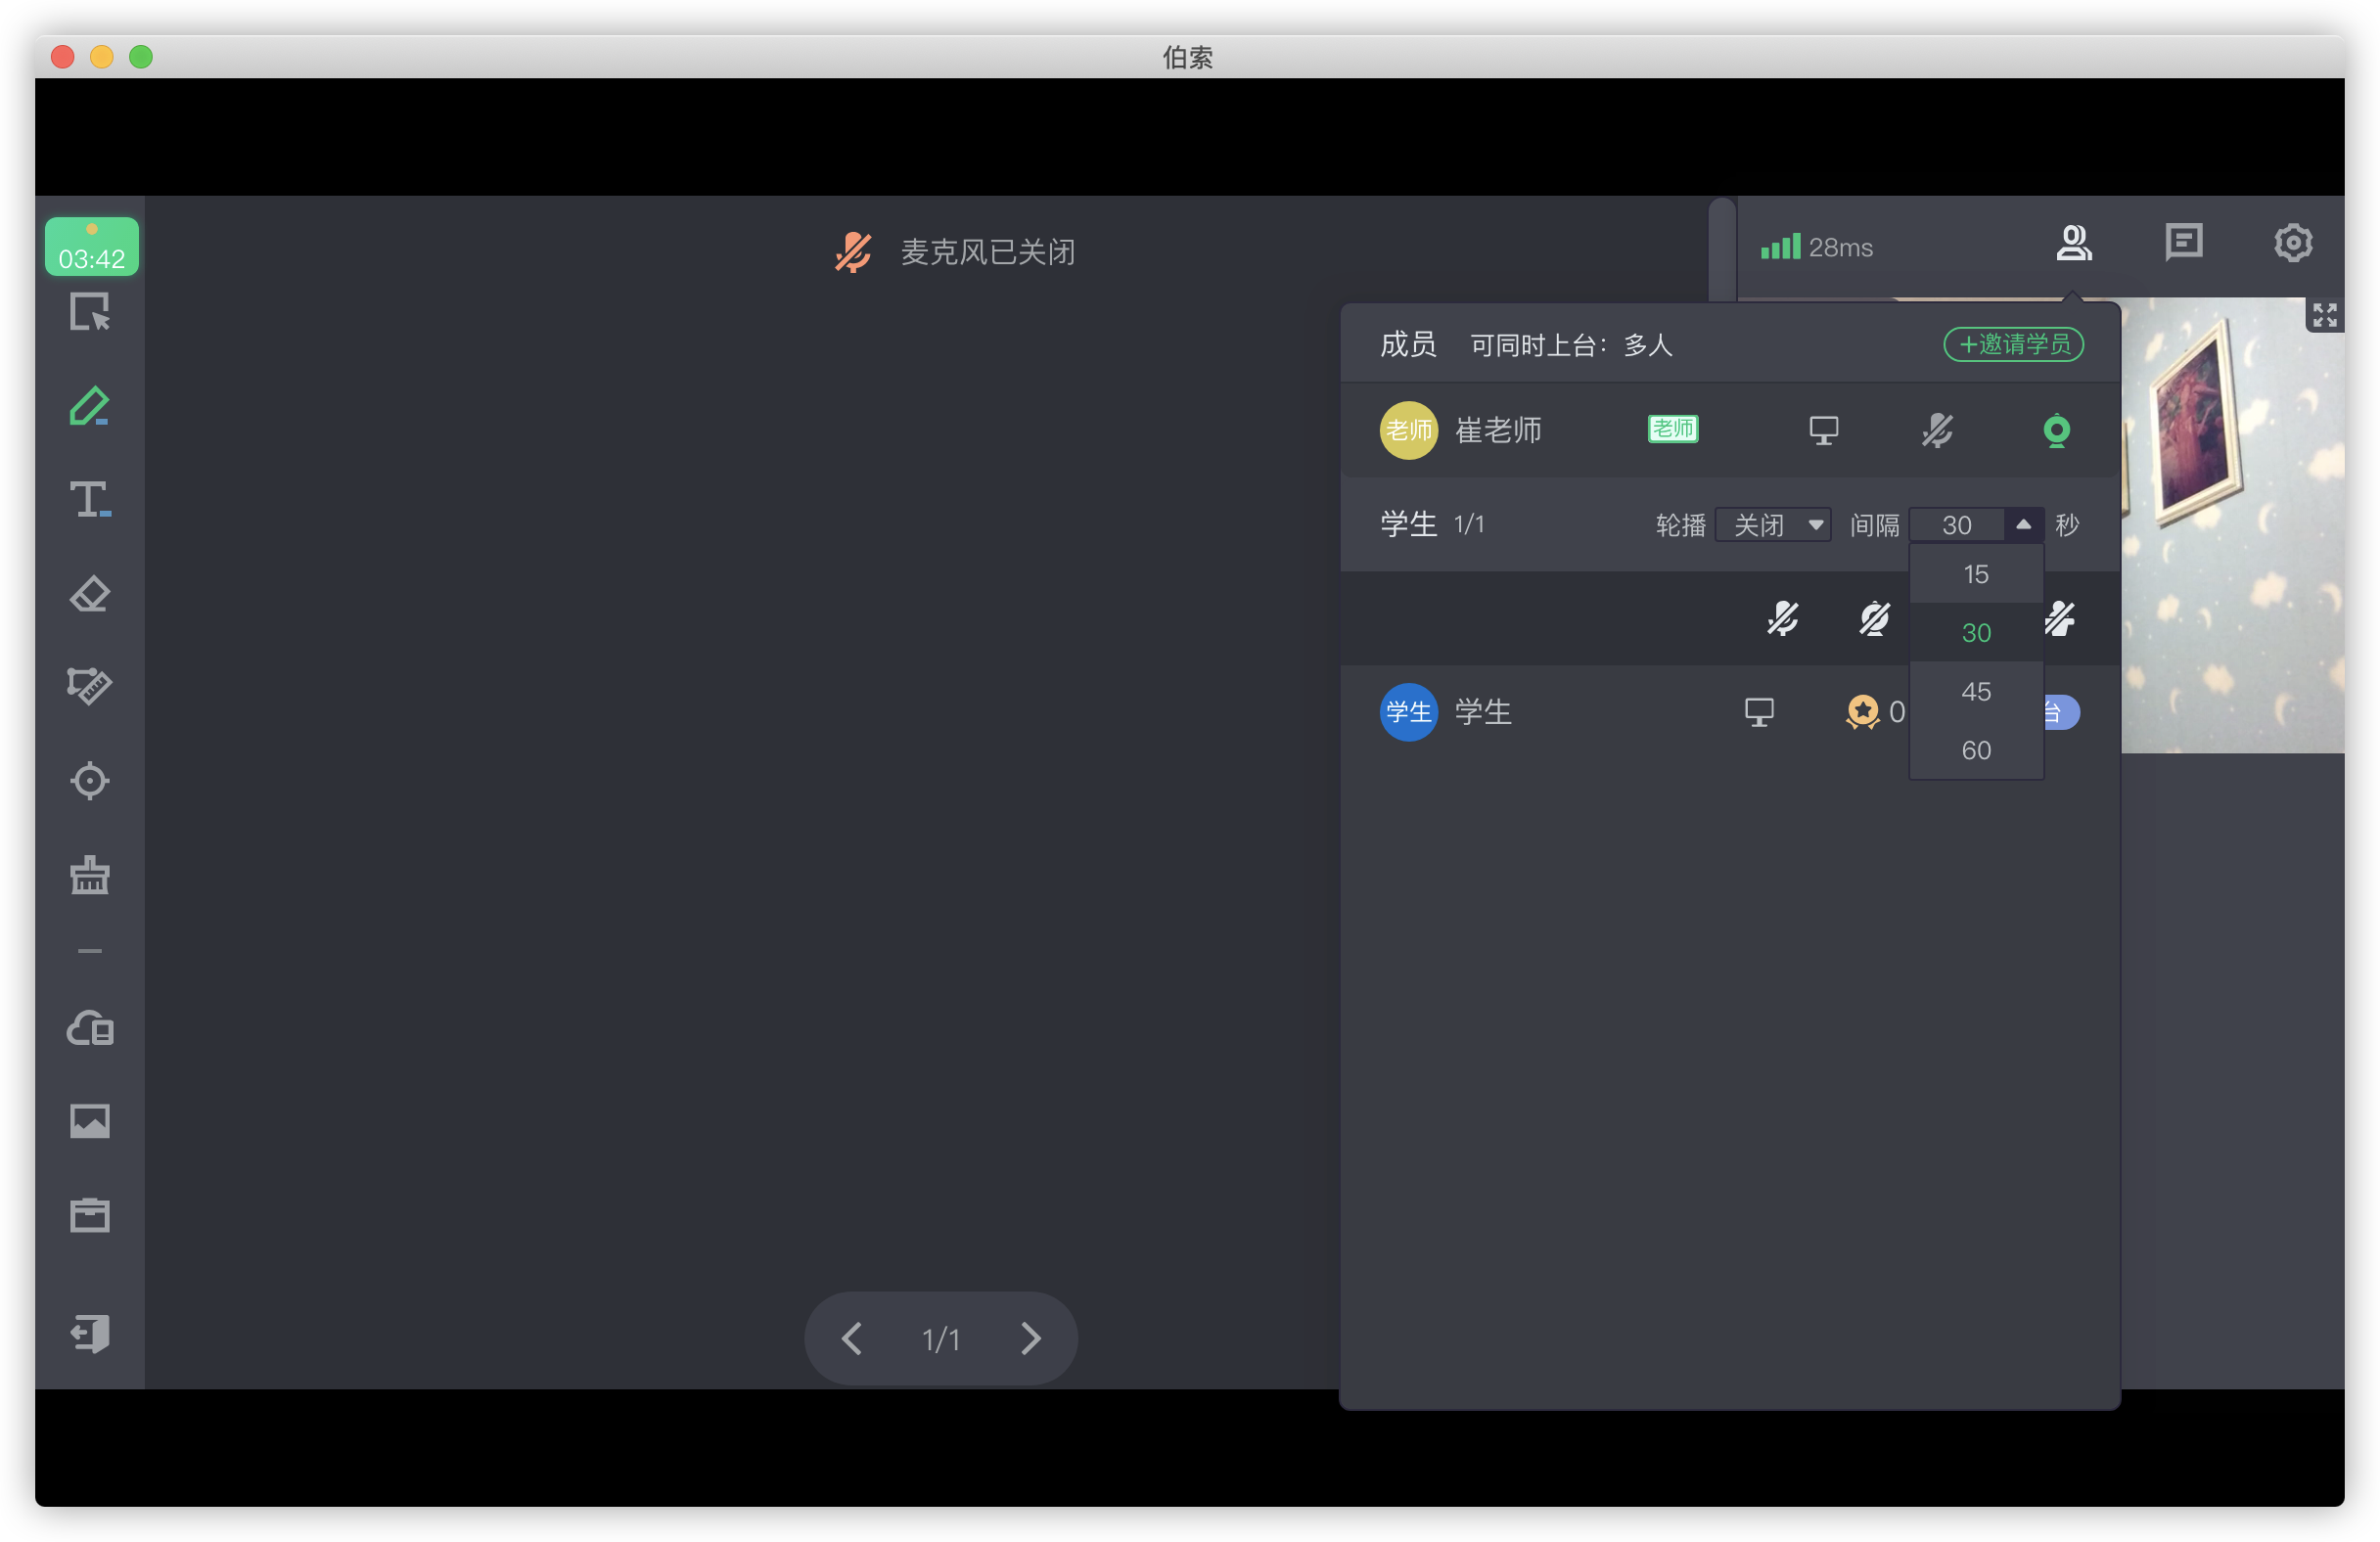 伯索
03:42
麦克风已关闭
28ms
成员 可同时上台：多人 +邀请学员
老师 崔老师 老师
学生 1/1 轮播 关闭 间隔 30 秒
15
30
45
学生 学生 0 台
60
1/1